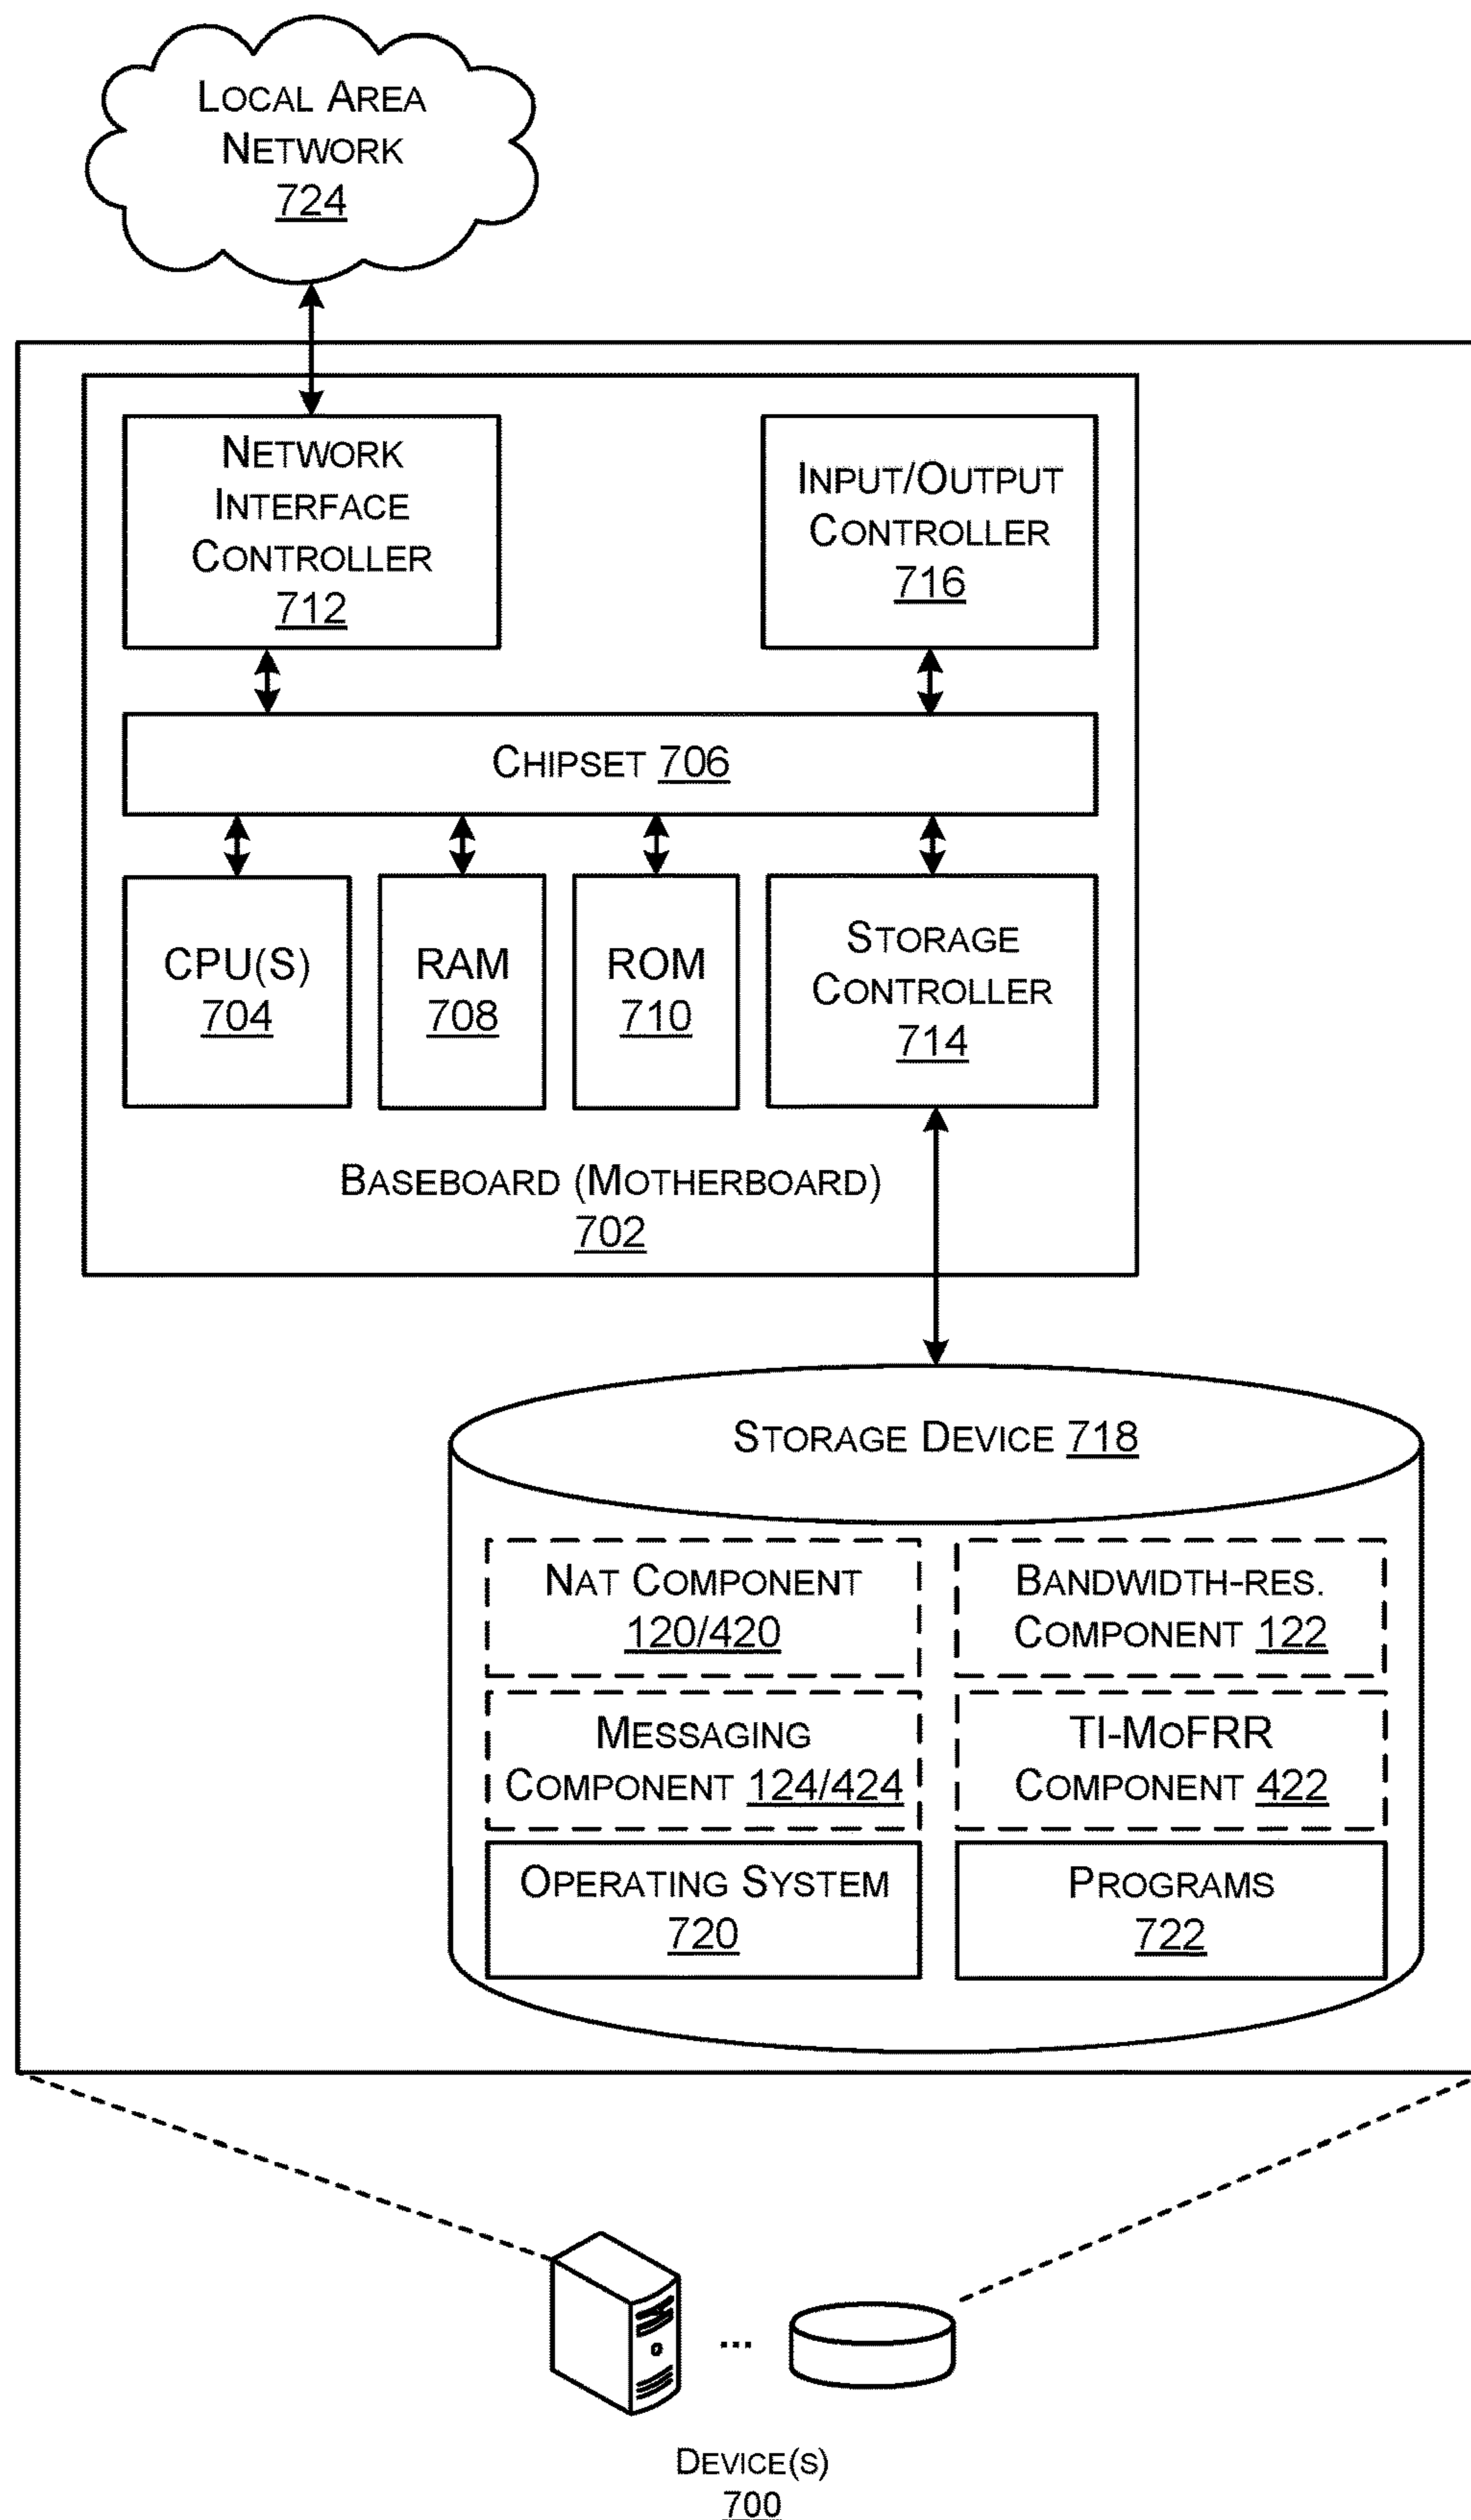 LOCAL AREA
NETWORK
724
NETWORK
INTERFACE
CONTROLLER
712
INPUT/OUTPUT
CONTROLLER
716
CHIPSET 706
CPU(S)
704
RAM
708
ROM
710
STORAGE
CONTROLLER
714
BASEBOARD (MOTHERBOARD)
702
STORAGE DEVICE 718
NAT COMPONENT
120/420
BANDWIDTH-RES.
COMPONENT 122
MESSAGING
COMPONENT 124/424
TI-MOFRR
COMPONENT 422
OPERATING SYSTEM
720
PROGRAMS
722
...
DEVICE(S)
700